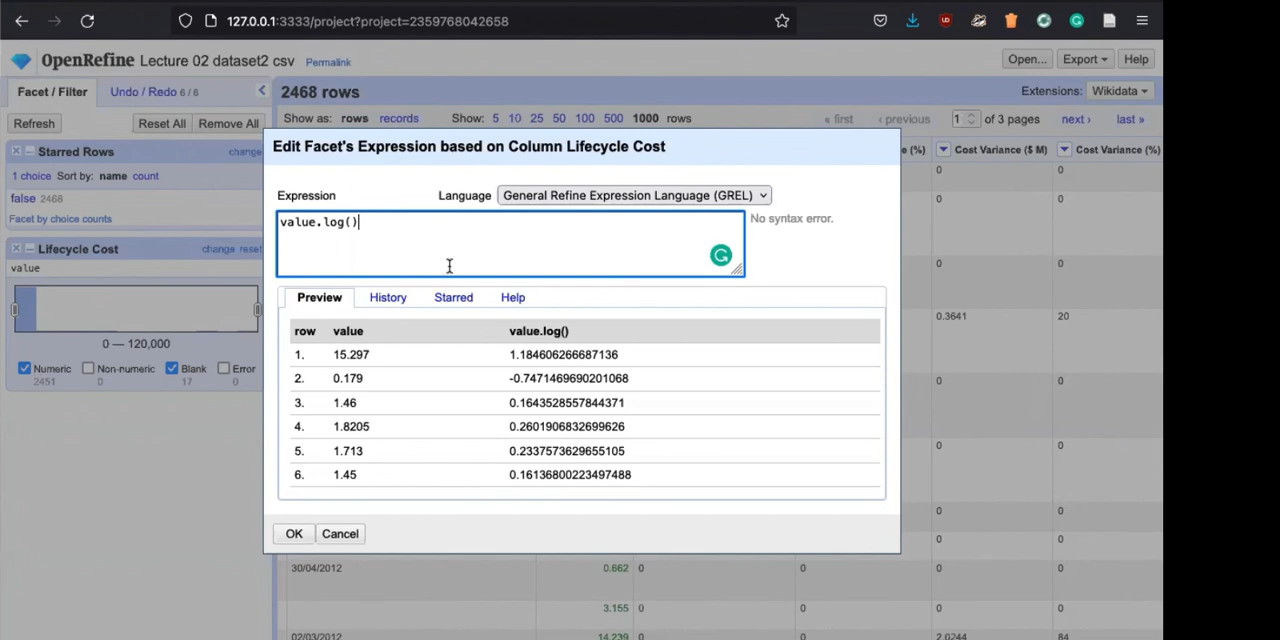 127.0.0.1:3333/project?project=2359768042658
OpenRefine Lecture 02 dataset2 csv Permalink
Open... Export Help
Facet / Filter Undo / Redo 6 / 6
2468 rows
Extensions: Wikidata
Refresh Reset All Remove All
Show as: rows records Show: 5 10 25 50 100 500 1000 rows
« first ‹ previous 1 of 3 pages next › last »
Starred Rows change
1 choice Sort by: name count
false 2468
Facet by choice counts
Lifecycle Cost change reset
value
0 — 120,000
Numeric Non-numeric Blank Error
2451 0 17 0
Edit Facet's Expression based on Column Lifecycle Cost
Expression Language General Refine Expression Language (GREL)
value.log()
No syntax error.
Preview History Starred Help
row value value.log()
1. 15.297 1.184606266687136
2. 0.179 -0.7471469690201068
3. 1.46 0.1643528557844371
4. 1.8205 0.2601906832699626
5. 1.713 0.2337573629655105
6. 1.45 0.16136800223497488
OK Cancel
(%) Cost Variance ($ M) Cost Variance (%)
0 0
0 0
0 0
0.3641 20
0 0
0 0
0 0
0 0
30/04/2012 0.662 0 0 0 0
3.155 0 0 0 0
02/03/2012 14.239 0 0 2.0244 84